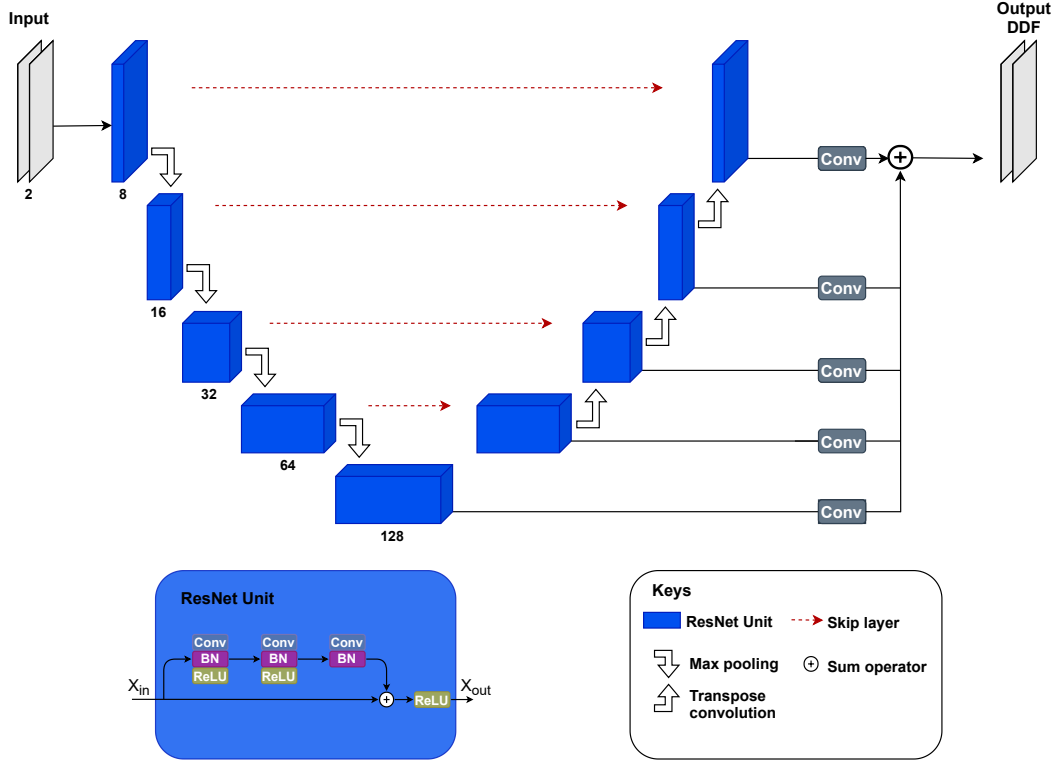 Input
Output
DDF
2
8
16
32
64
128
Conv
+
Conv
Conv
Conv
Conv
ResNet Unit
Conv
Conv
Conv
BN
BN
BN
ReLU
ReLU
Xin
+
ReLU
Xout
Keys
ResNet Unit
Skip layer
Max pooling
+
Sum operator
Transpose
convolution